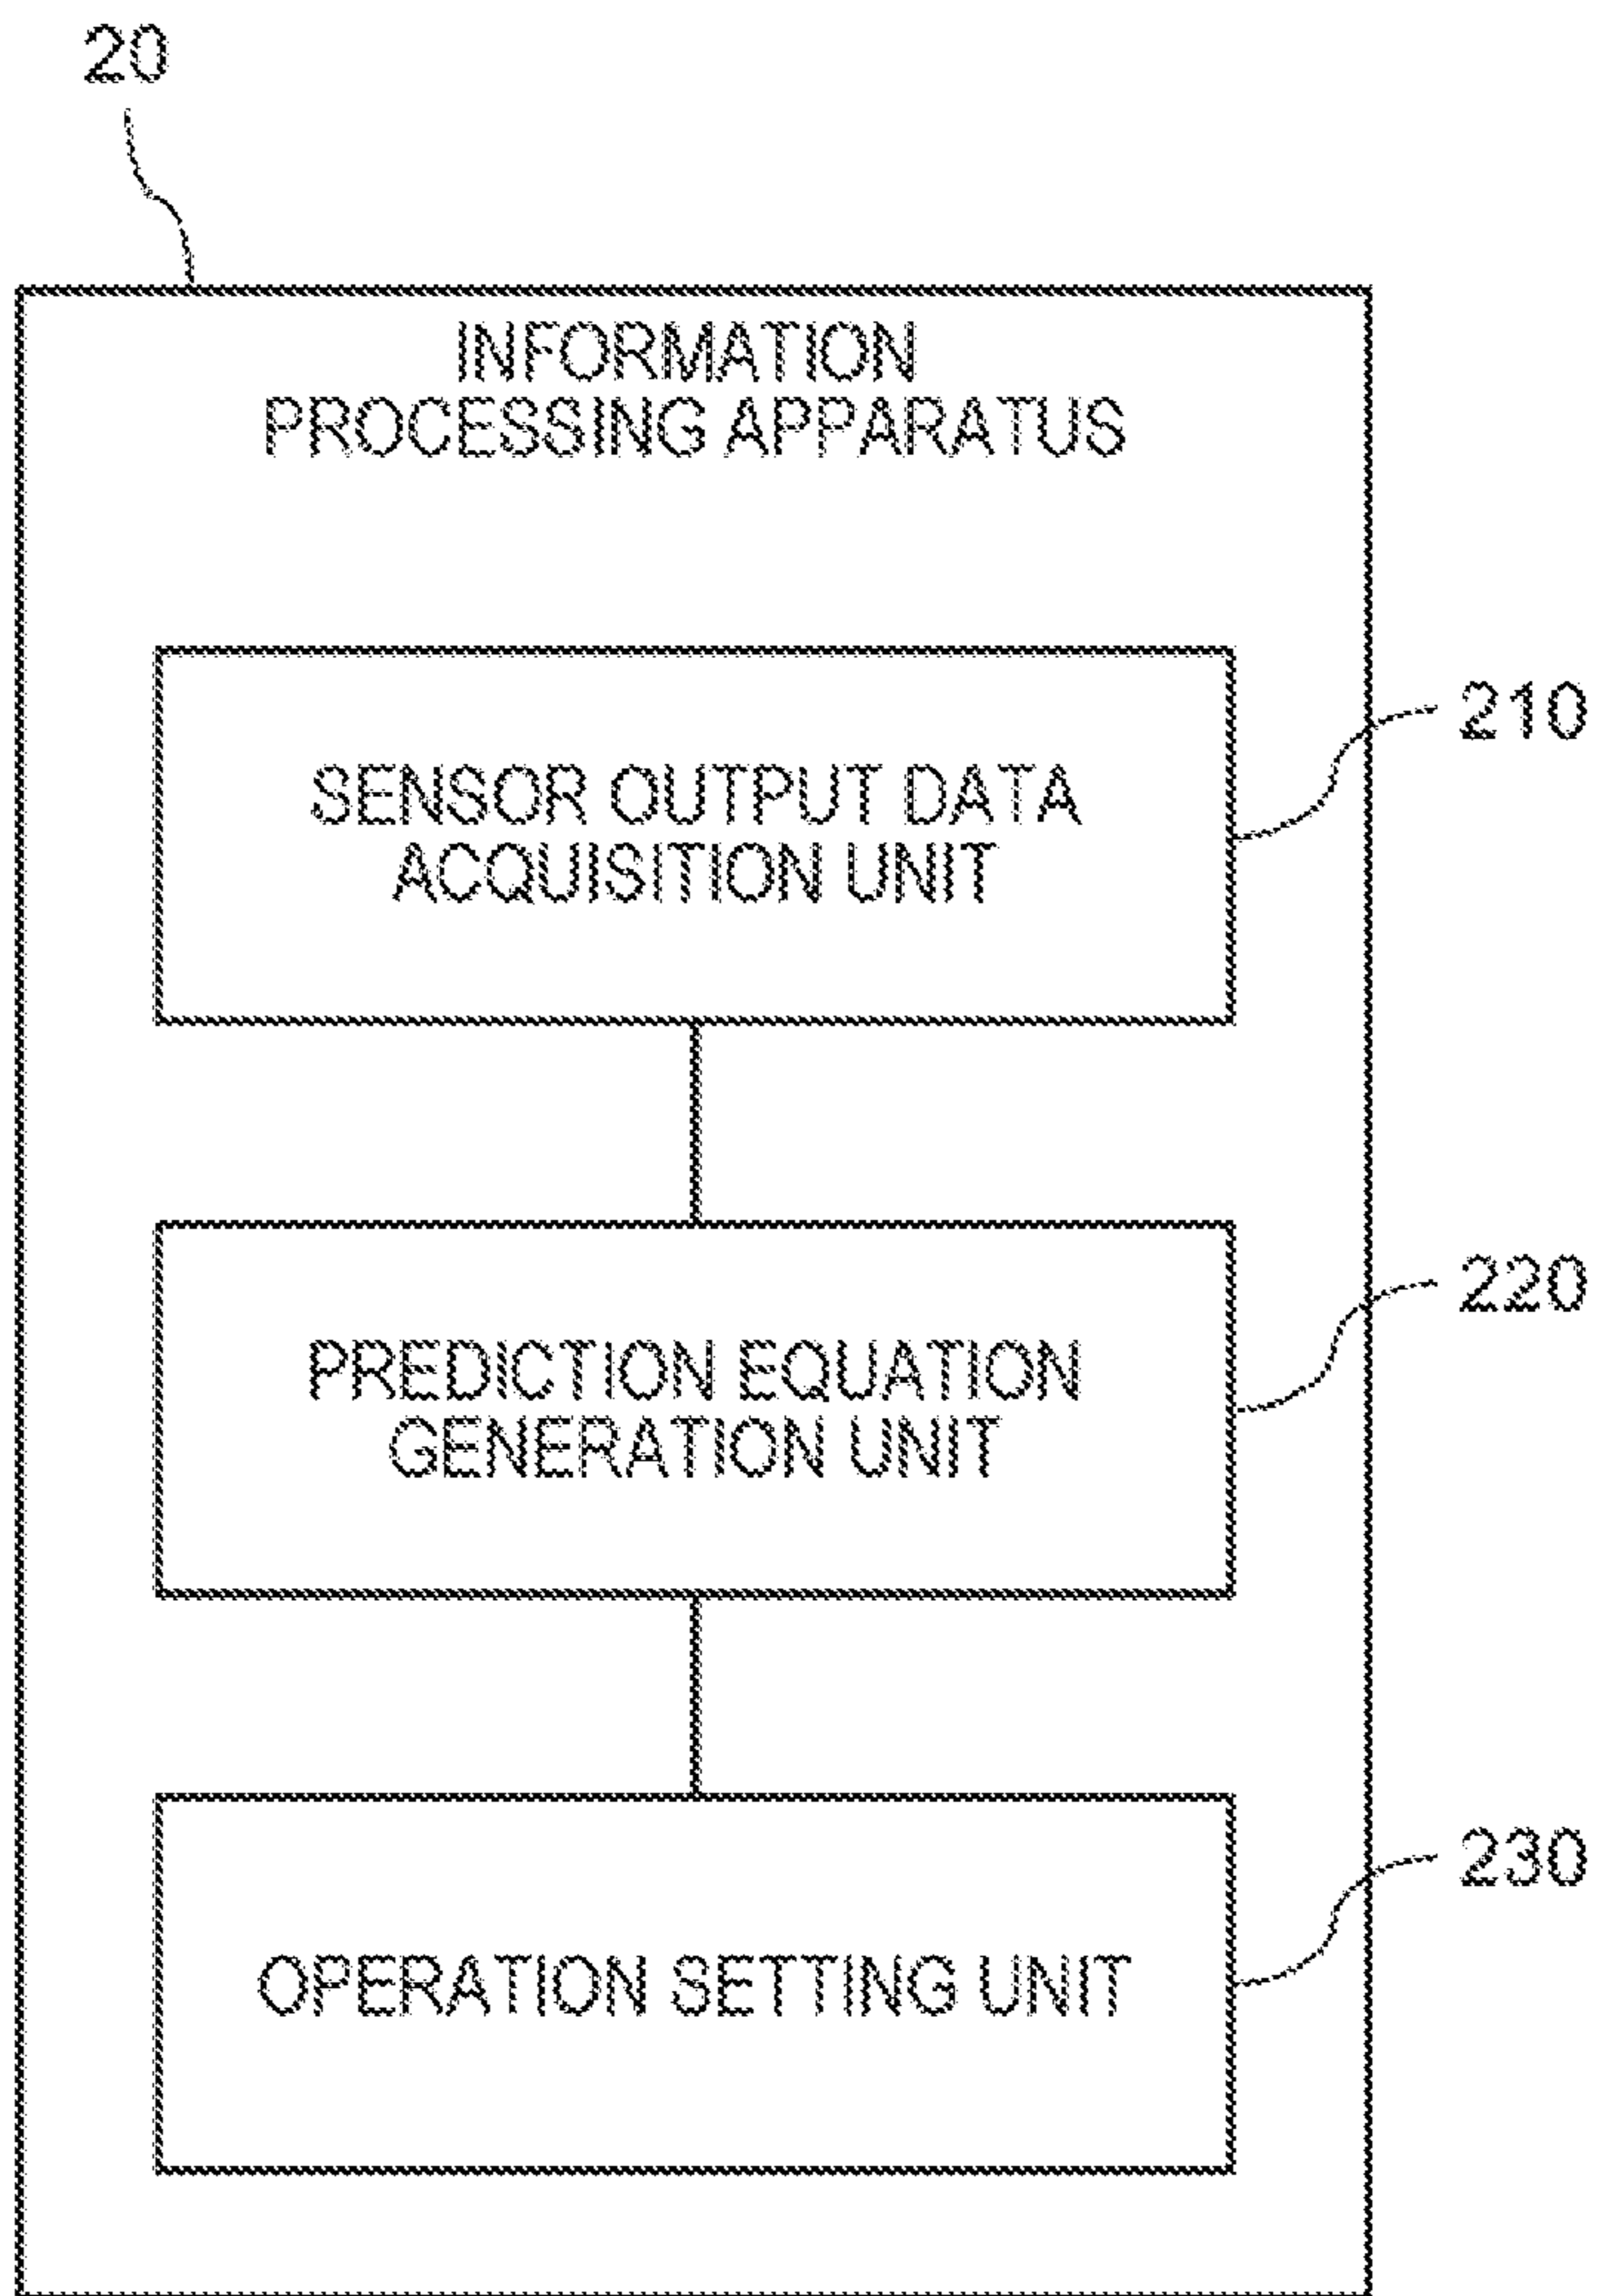 20
INFORMATION
PROCESSING APPARATUS
SENSOR OUTPUT DATA
ACQUISITION UNIT
210
PREDICTION EQUATION
GENERATION UNIT
220
OPERATION SETTING UNIT
230